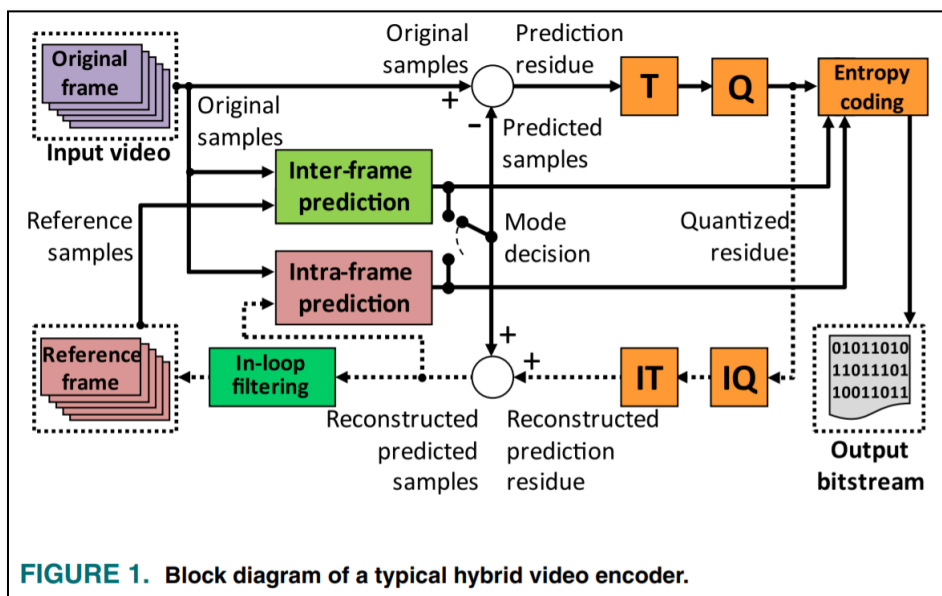 Original
frame
Input video
Original
samples
Original
samples
Prediction
residue
+
−
T
Q
Entropy
coding
Predicted
samples
Inter-frame
prediction
Reference
samples
Mode
decision
Quantized
residue
Intra-frame
prediction
Reference
frame
In-loop
filtering
+
+
IT
IQ
Reconstructed
predicted
samples
Reconstructed
prediction
residue
01011010
11011101
10011011
Output
bitstream
FIGURE 1. Block diagram of a typical hybrid video encoder.